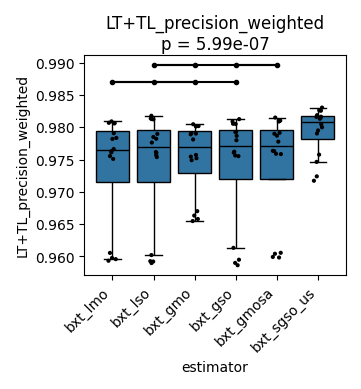 LT+TL_precision_weighted
p = 5.99e-07
LT+TL_precision_weighted
0.990
0.985
0.980
0.975
0.970
0.965
0.960
bxt_lmo
bxt_lso
bxt_gmo
bxt_gso
bxt_gmosa
bxt_sgso_us
estimator